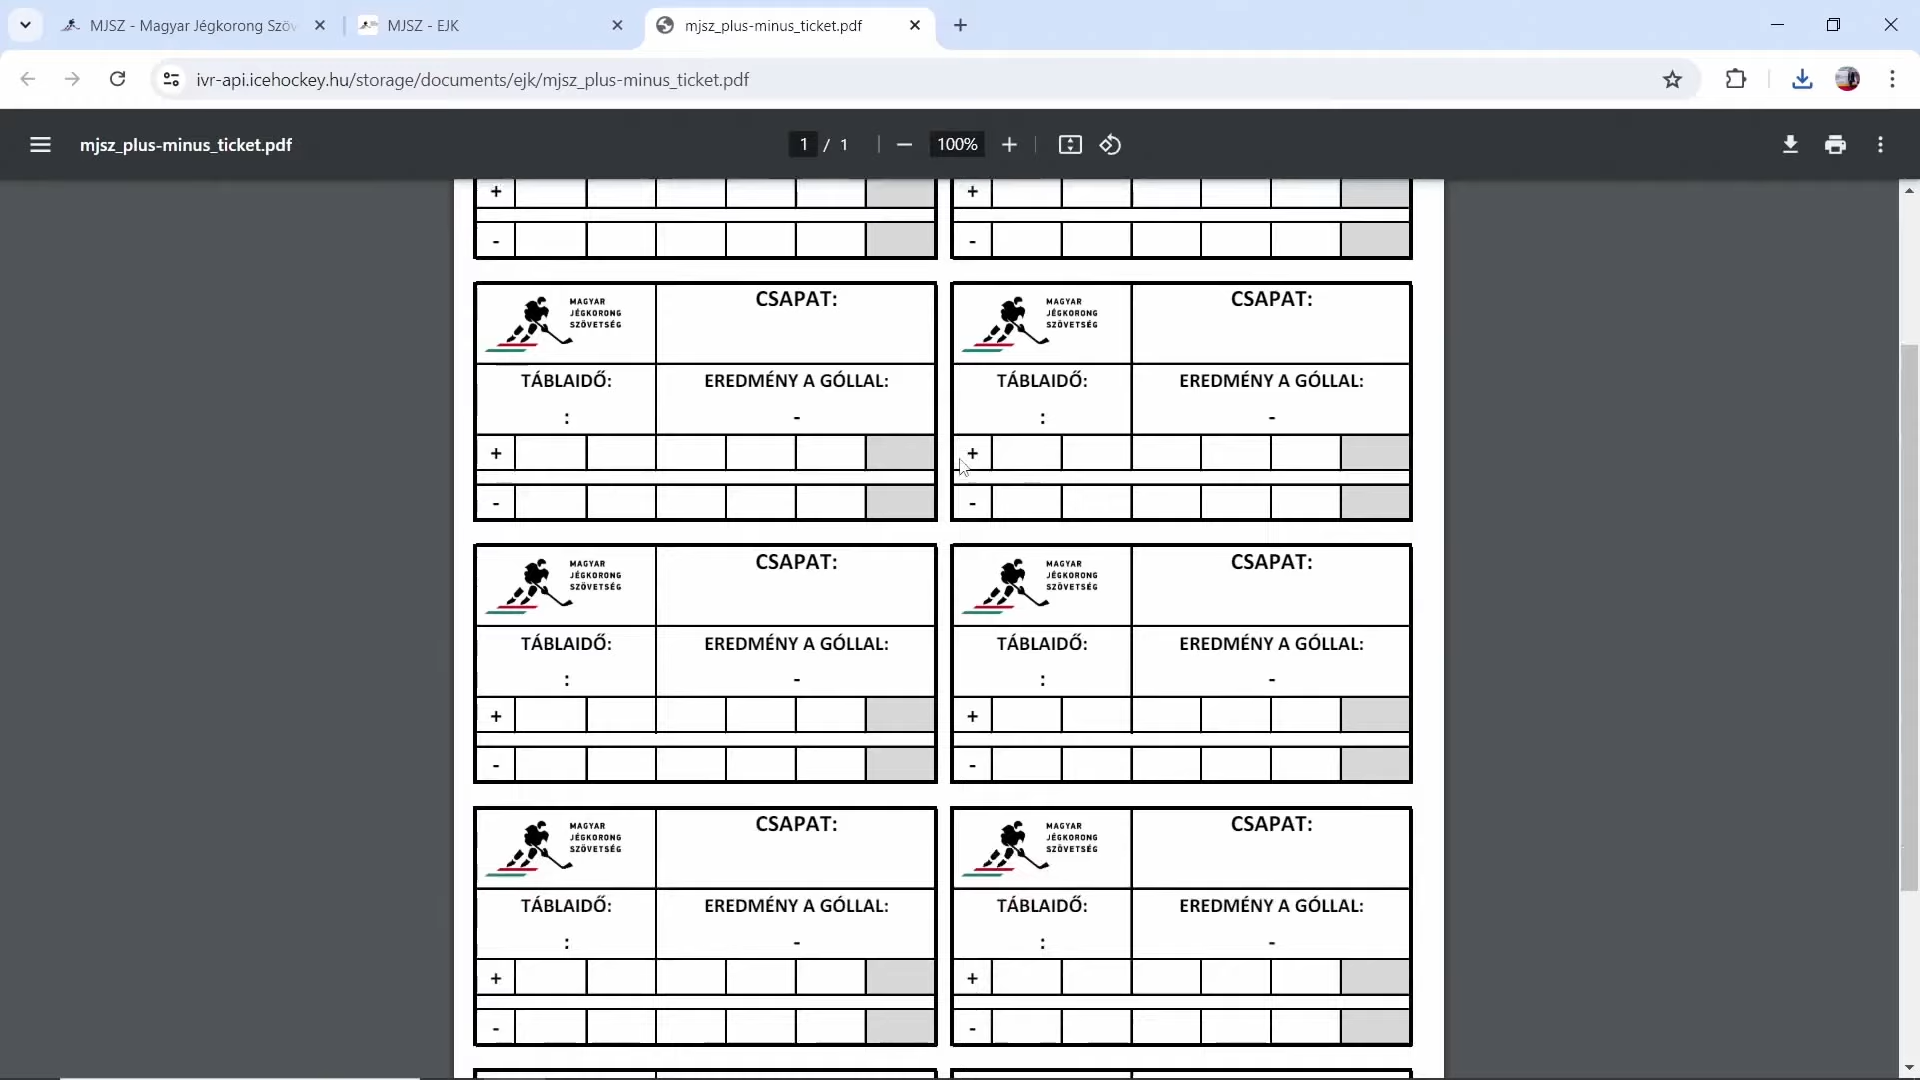 MJSZ - Magyar Jégkorong Szöv
MJSZ - EJK
mjsz_plus-minus_ticket.pdf
ivr-api.icehockey.hu/storage/documents/ejk/mjsz_plus-minus_ticket.pdf
mjsz_plus-minus_ticket.pdf
1 / 1
100%
+
+
-
-
MAGYAR
JÉGKORONG
SZÖVETSÉG
CSAPAT:
MAGYAR
JÉGKORONG
SZÖVETSÉG
CSAPAT:
TÁBLAIDŐ:
EREDMÉNY A GÓLLAL:
TÁBLAIDŐ:
EREDMÉNY A GÓLLAL:
:
-
:
-
+
+
-
-
MAGYAR
JÉGKORONG
SZÖVETSÉG
CSAPAT:
MAGYAR
JÉGKORONG
SZÖVETSÉG
CSAPAT:
TÁBLAIDŐ:
EREDMÉNY A GÓLLAL:
TÁBLAIDŐ:
EREDMÉNY A GÓLLAL:
:
-
:
-
+
+
-
-
MAGYAR
JÉGKORONG
SZÖVETSÉG
CSAPAT:
MAGYAR
JÉGKORONG
SZÖVETSÉG
CSAPAT:
TÁBLAIDŐ:
EREDMÉNY A GÓLLAL:
TÁBLAIDŐ:
EREDMÉNY A GÓLLAL:
:
-
:
-
+
+
-
-